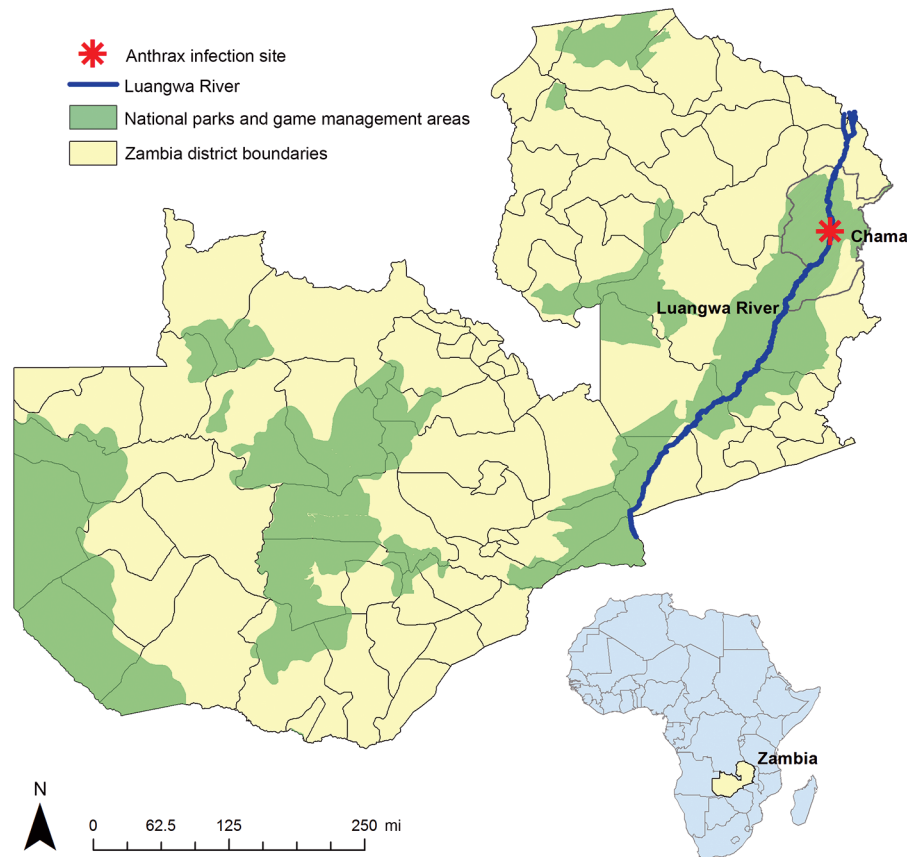 Anthrax infection site
Luangwa River
National parks and game management areas
Zambia district boundaries
Chama
Luangwa River
Zambia
N
0 62.5 125 250 mi